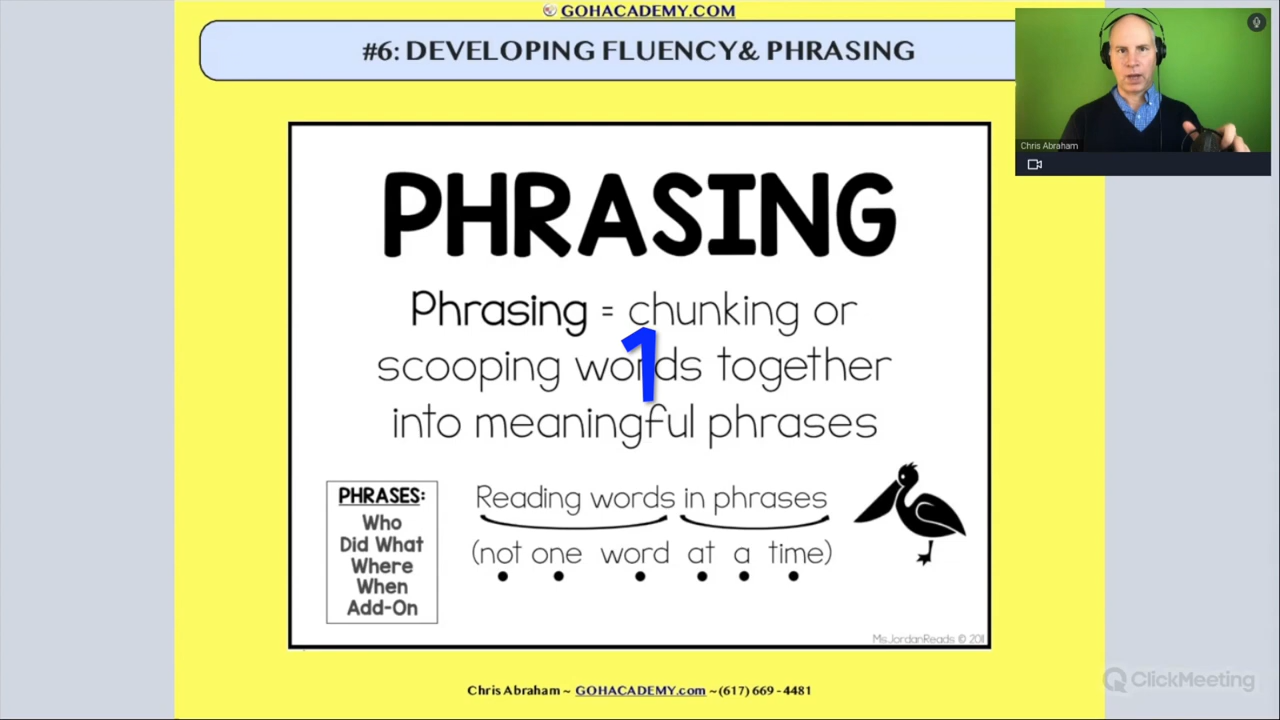 GOHACADEMY.COM
#6: DEVELOPING FLUENCY& PHRASING
Chris Abraham
PHRASING
Phrasing = chunking or
scooping words together
into meaningful phrases
1
PHRASES:
Who
Did What
Where
When
Add-On
Reading words in phrases
(not one word at a time)
MsJordanReads © 2011
Chris Abraham ~ GOHACADEMY.com ~(617) 669 - 4481
ClickMeeting